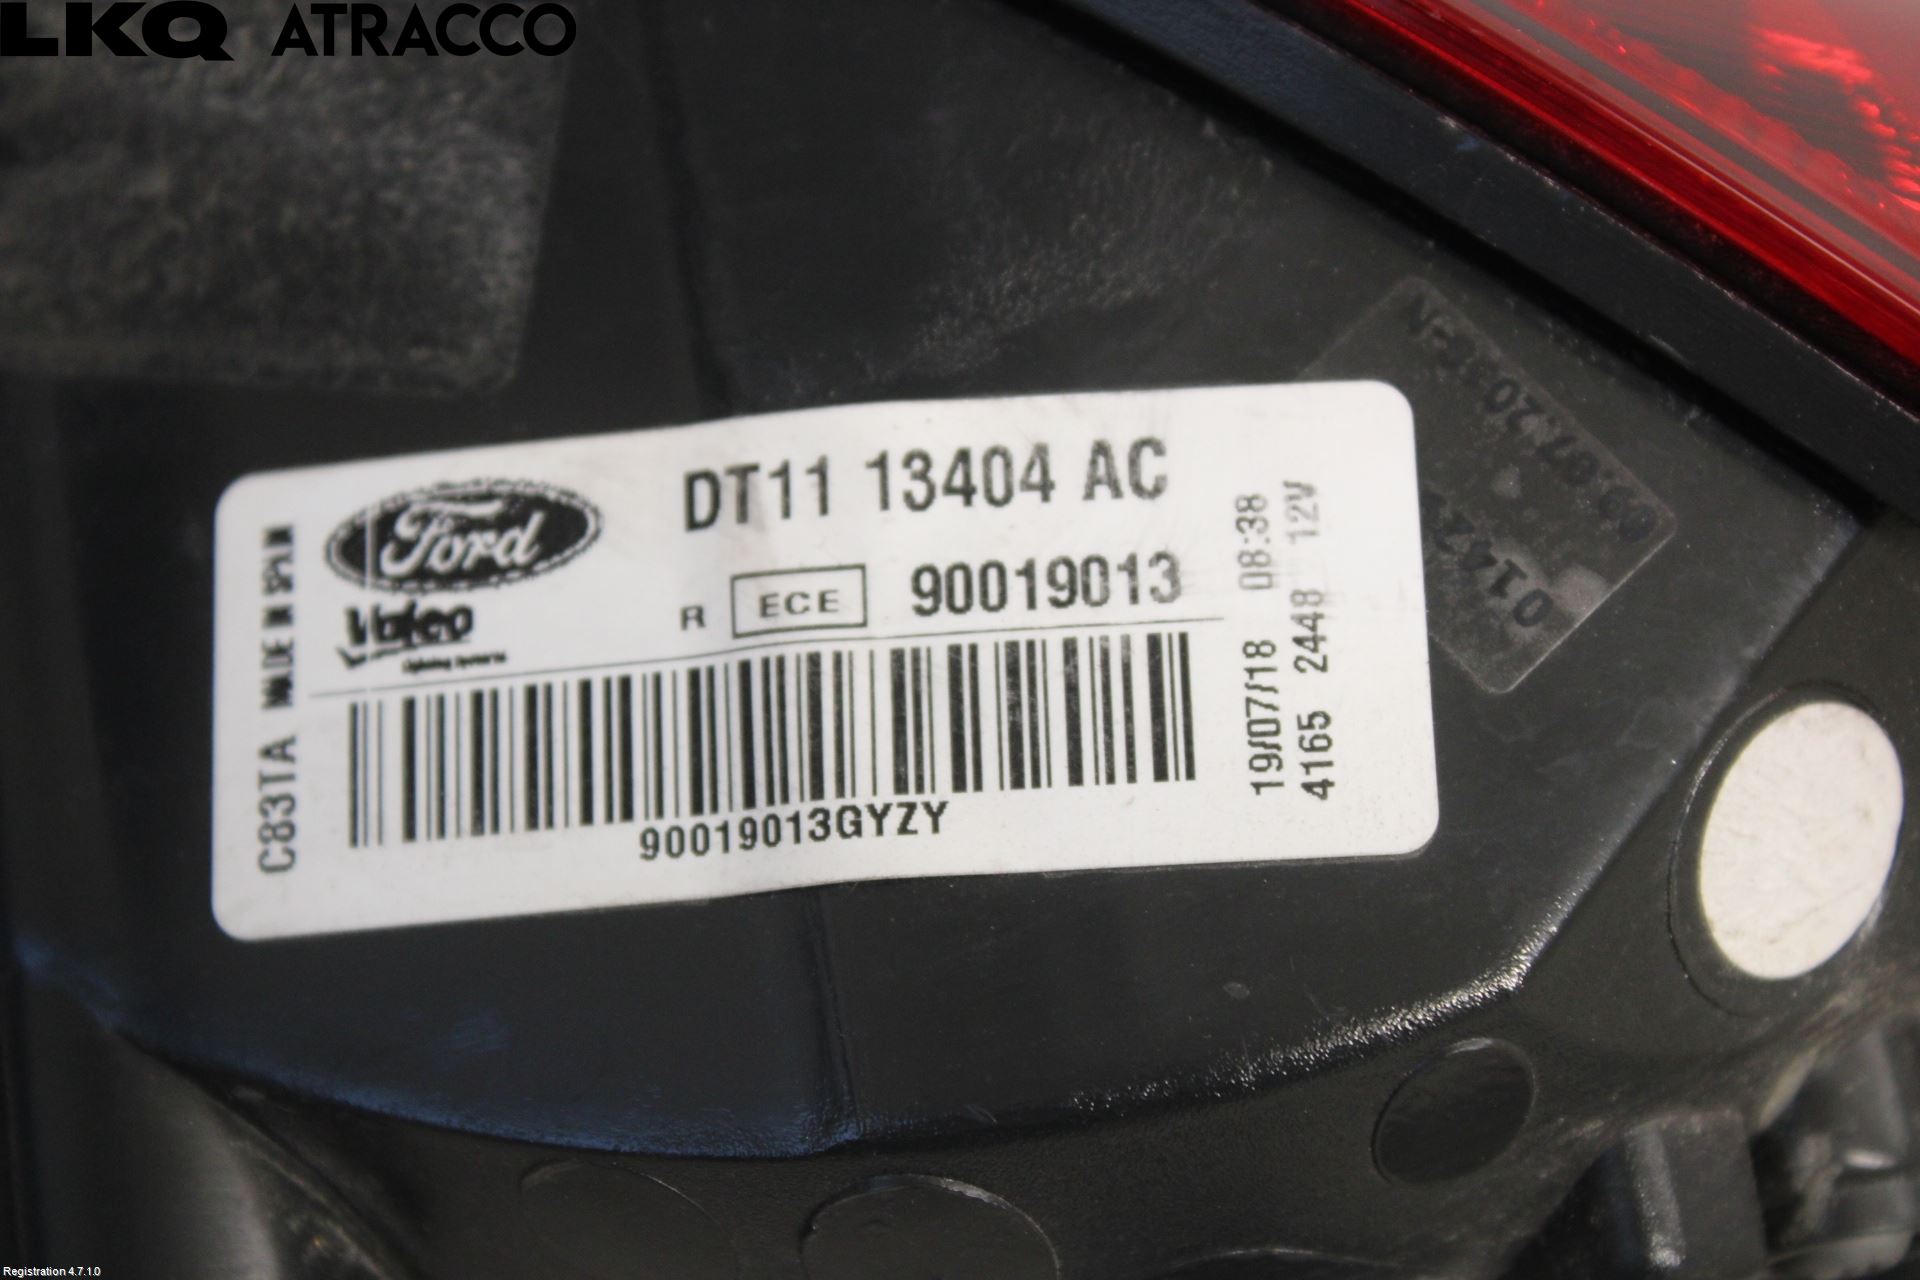 LKQ ATRACCO
Ford
DT11 13404 AC
Valeo
R ECE 90019013
90019013GYZY
C83TA MADE IN SPAIN
19/07/18 08:38
4165 2448 12V
Registration 4.7.1.0